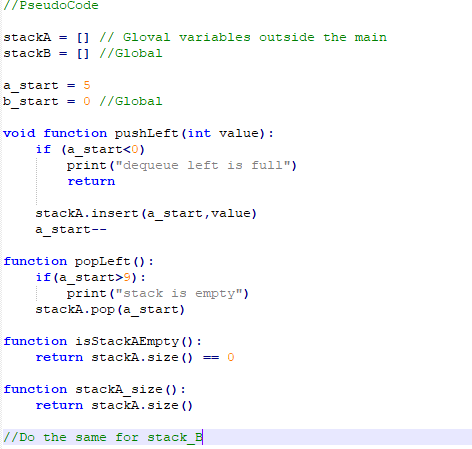 //PseudoCode
stackA = [] // Gloval variables outside the main
stackB = [] //Global
a_start = 5
b_start = 0 //Global
void function pushLeft(int value):
if (a_start<0)
print("dequeue left is full")
return
stackA.insert(a_start,value)
a_start--
function popLeft():
if(a_start>9):
print("stack is empty")
stackA.pop(a_start)
function isStackAEmpty():
return stackA.size() == 0
function stackA_size():
return stackA.size()
//Do the same for stack_B